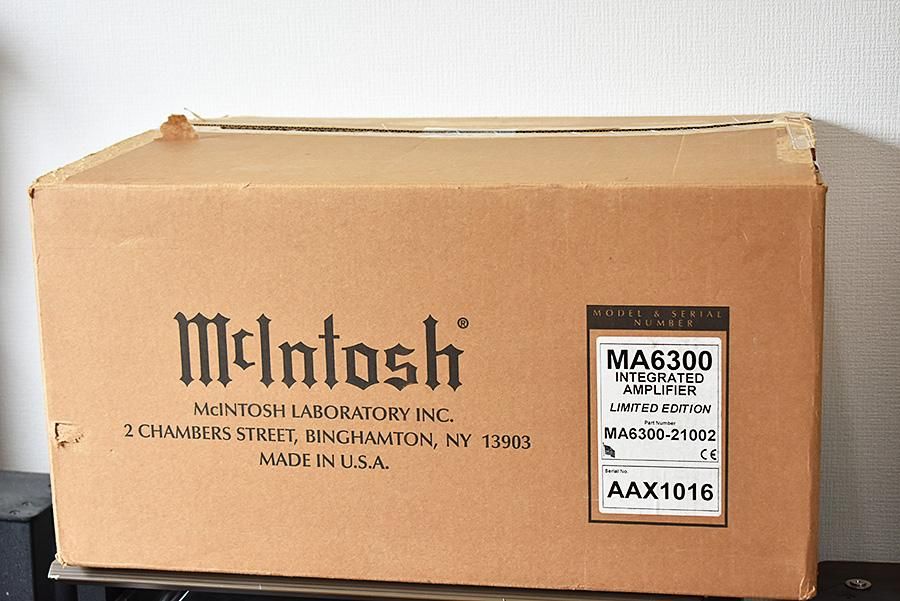 McIntosh®
McINTOSH LABORATORY INC.
2 CHAMBERS STREET, BINGHAMTON, NY 13903
MADE IN U.S.A.
MODEL & SERIAL
NUMBER
MA6300
INTEGRATED
AMPLIFIER
LIMITED EDITION
Part Number
MA6300-21002
CE
Serial No.
AAX1016